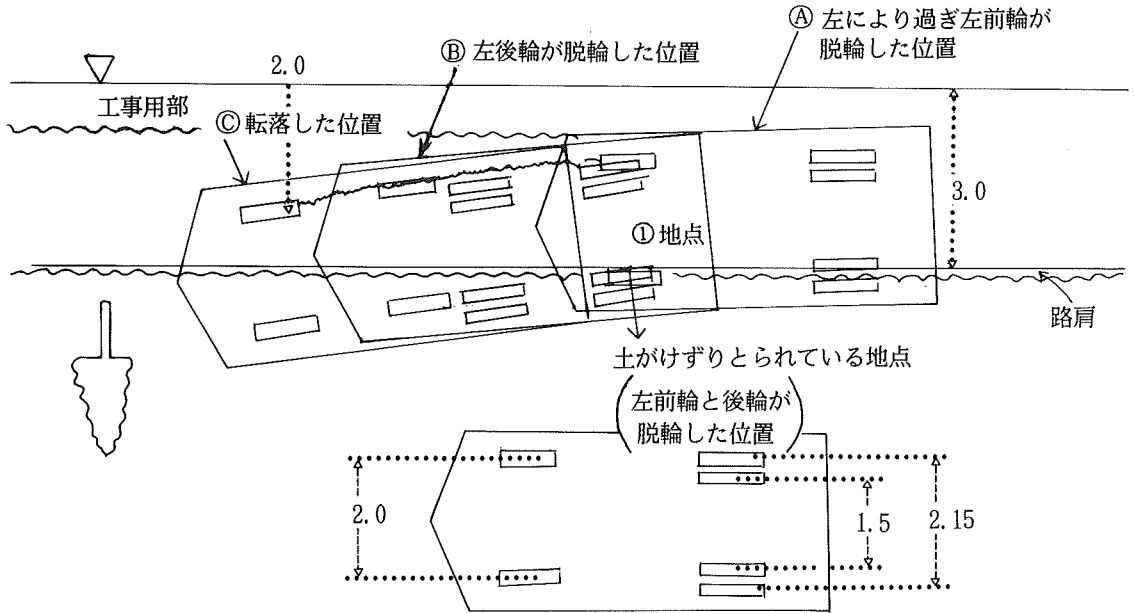 Ⓐ 左により過ぎ左前輪が
脱輪した位置
Ⓑ 左後輪が脱輪した位置
2.0
工事用部
Ⓒ 転落した位置
3.0
①地点
路肩
土がけずりとられている地点
左前輪と後輪が
脱輪した位置
2.0
1.5
2.15